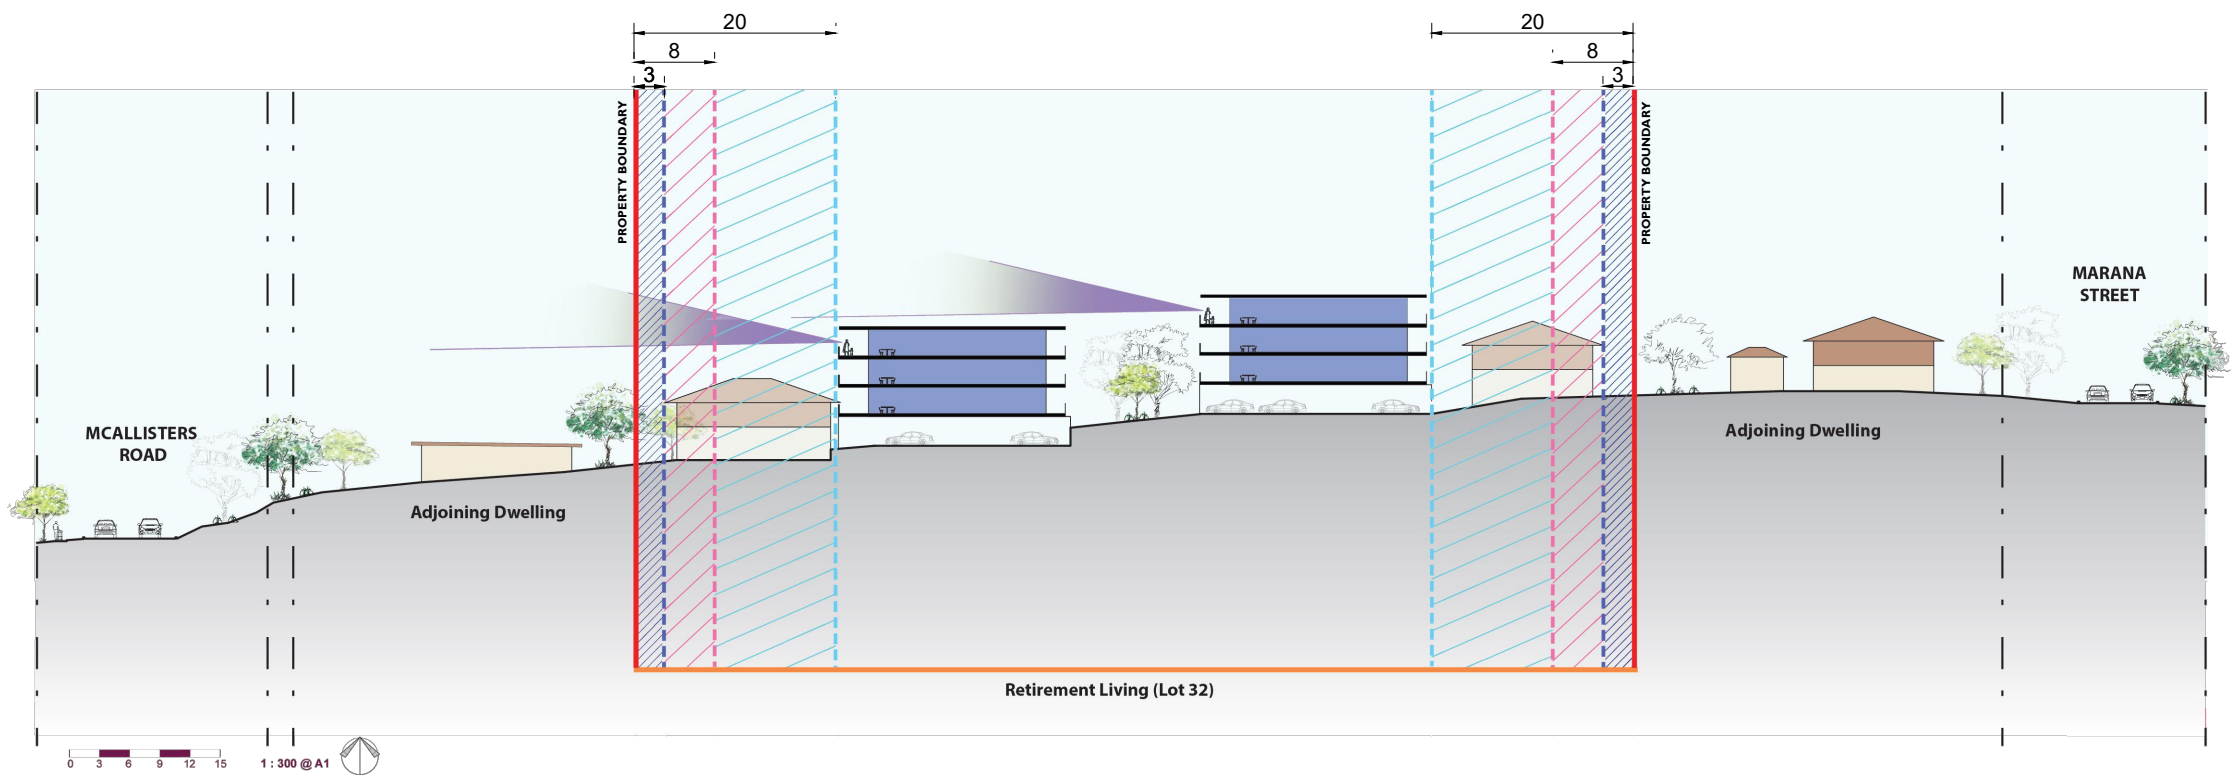 20
20
8
8
3
3
PROPERTY BOUNDARY
PROPERTY BOUNDARY
MARANA
STREET
MCALLISTERS
ROAD
Adjoining Dwelling
Adjoining Dwelling
Retirement Living (Lot 32)
0 3 6 9 12 15
1 : 300 @ A1